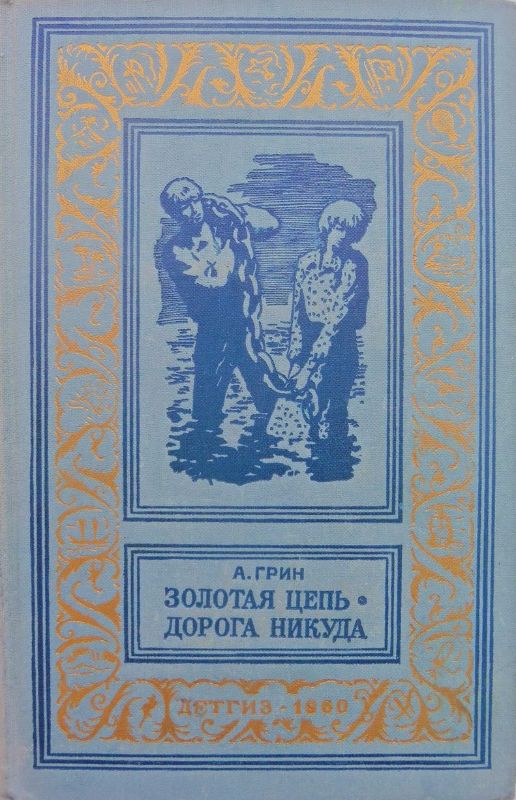 А. ГРИН
ЗОЛОТАЯ ЦЕПЬ •
ДОРОГА НИКУДА
ДЕТГИЗ - 1960